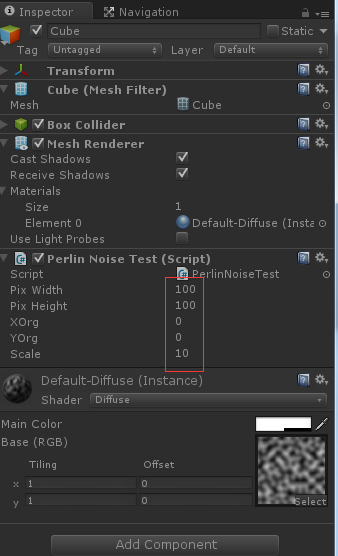 Inspector Navigation
Cube Static
Tag Untagged Layer Default
Transform
Cube (Mesh Filter)
Mesh Cube
Box Collider
Mesh Renderer
Cast Shadows
Receive Shadows
Materials
Size 1
Element 0 Default-Diffuse (Insta
Use Light Probes
Perlin Noise Test (Script)
Script PerlinNoiseTest
Pix Width 100
Pix Height 100
XOrg 0
YOrg 0
Scale 10
Default-Diffuse (Instance)
Shader Diffuse
Main Color
Base (RGB)
Tiling Offset
x 1 0
y 1 0
Select
Add Component